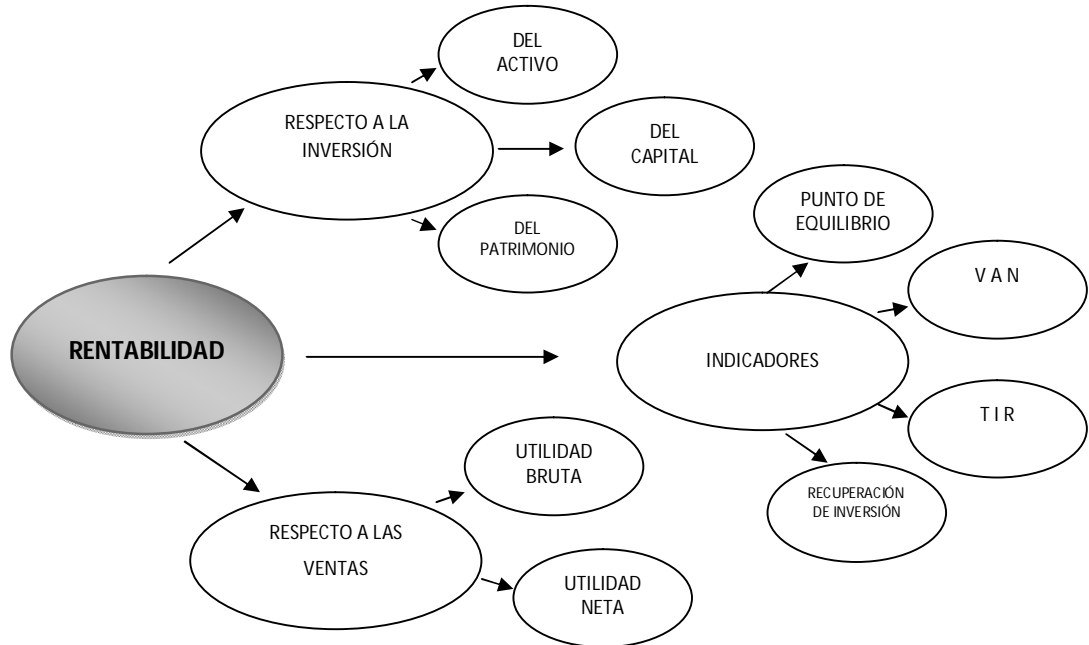 DEL
ACTIVO
RESPECTO A LA
INVERSIÓN
DEL
CAPITAL
DEL
PATRIMONIO
PUNTO DE
EQUILIBRIO
V A N
RENTABILIDAD
INDICADORES
T I R
RECUPERACIÓN
DE INVERSIÓN
UTILIDAD
BRUTA
RESPECTO A LAS
VENTAS
UTILIDAD
NETA